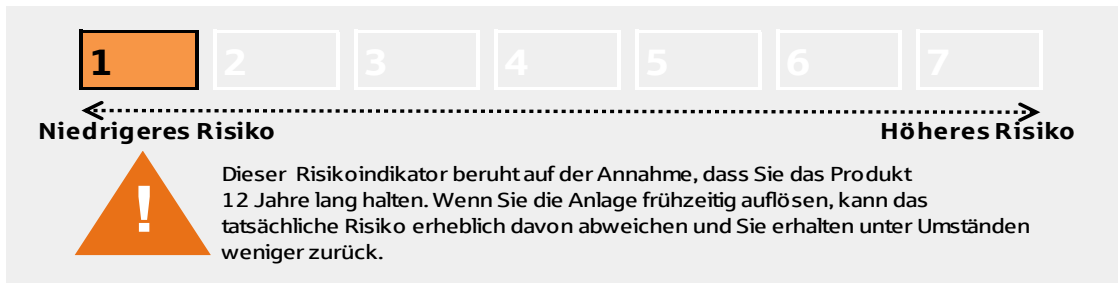 1 2 3 4 5 6 7
Niedrigeres Risiko Höheres Risiko
!
Dieser Risikoindikator beruht auf der Annahme, dass Sie das Produkt
12 Jahre lang halten. Wenn Sie die Anlage frühzeitig auflösen, kann das
tatsächliche Risiko erheblich davon abweichen und Sie erhalten unter Umständen
weniger zurück.